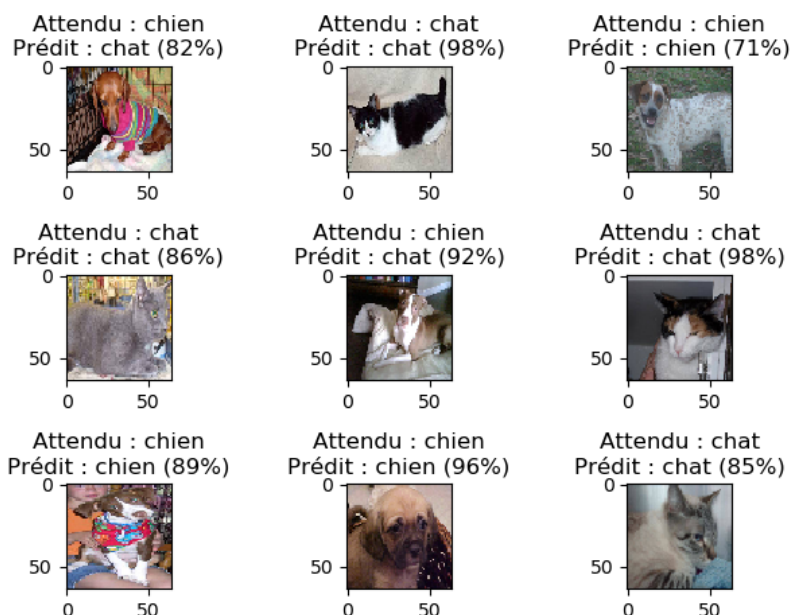 Attendu : chien
Prédit : chat (82%)
0
50
0 50
Attendu : chat
Prédit : chat (98%)
0
50
0 50
Attendu : chien
Prédit : chien (71%)
0
50
0 50
Attendu : chat
Prédit : chat (86%)
0
50
0 50
Attendu : chien
Prédit : chat (92%)
0
50
0 50
Attendu : chat
Prédit : chat (98%)
0
50
0 50
Attendu : chien
Prédit : chien (89%)
0
50
0 50
Attendu : chien
Prédit : chien (96%)
0
50
0 50
Attendu : chat
Prédit : chat (85%)
0
50
0 50